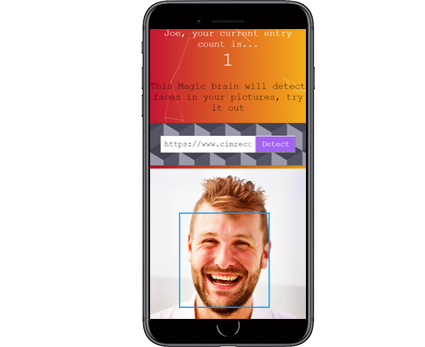 Joe, your current entry
count is...
1
This Magic brain will detect
faces in your pictures, try
it out
https://www.cimrecc
Detect